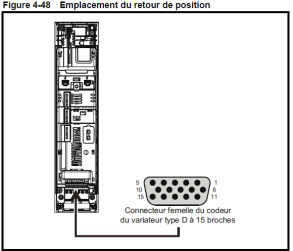 Figure 4-48 Emplacement du retour de position
5 1
10 6
15 11
Connecteur femelle du codeur
du variateur type D à 15 broches